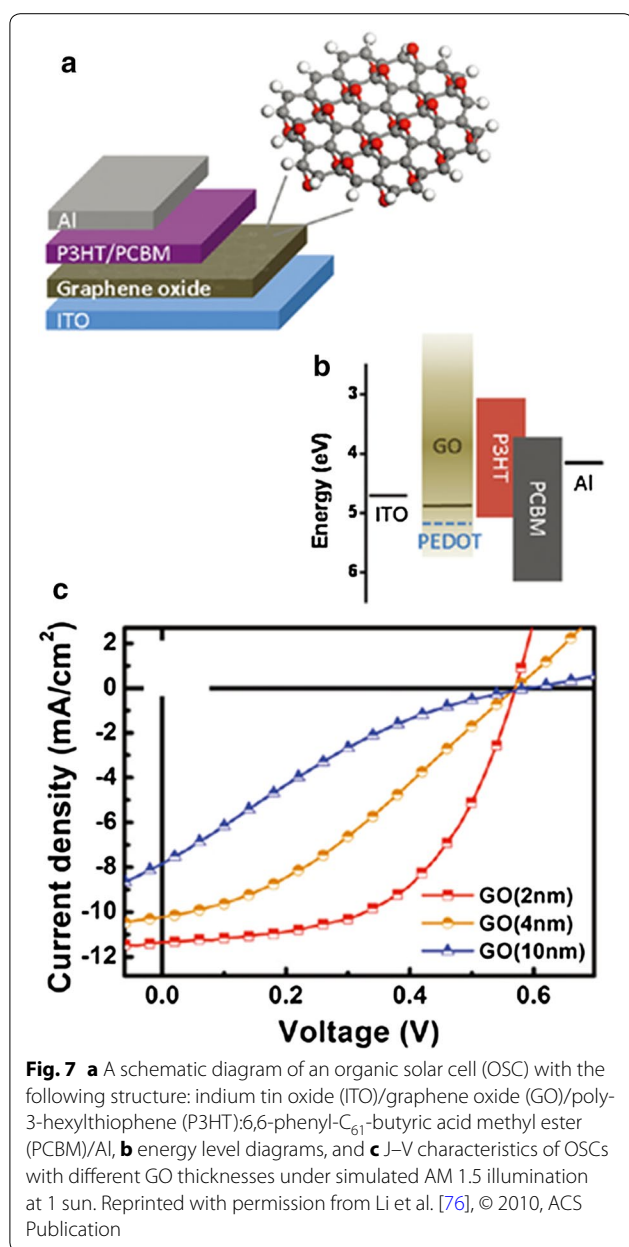 a
Al
P3HT/PCBM
Graphene oxide
ITO
b
Energy (eV)
3
4
5
6
ITO
GO
PEDOT
P3HT
PCBM
Al
c
Current density (mA/cm²)
2
0
-2
-4
-6
-8
-10
-12
GO(2nm)
GO(4nm)
GO(10nm)
0.0 0.2 0.4 0.6
Voltage (V)
Fig. 7 a A schematic diagram of an organic solar cell (OSC) with the
following structure: indium tin oxide (ITO)/graphene oxide (GO)/poly-
3-hexylthiophene (P3HT):6,6-phenyl-C₆₁-butyric acid methyl ester
(PCBM)/Al, b energy level diagrams, and c J–V characteristics of OSCs
with different GO thicknesses under simulated AM 1.5 illumination
at 1 sun. Reprinted with permission from Li et al. [76], © 2010, ACS
Publication